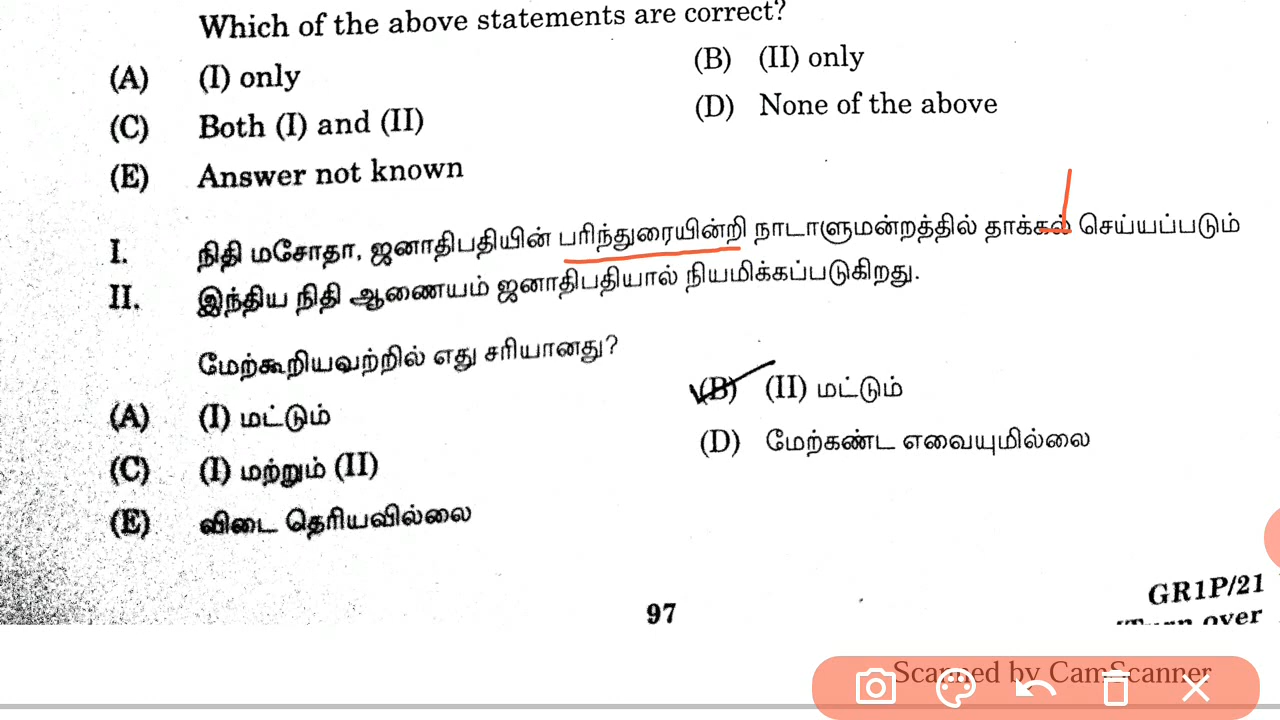 Which of the above statements are correct?
(A) (I) only (B) (II) only
(C) Both (I) and (II) (D) None of the above
(E) Answer not known
I. நிதி மசோதா, ஜனாதிபதியின் பரிந்துரையின்றி நாடாளுமன்றத்தில் தாக்கல் செய்யப்படும்
II. இந்திய நிதி ஆணையம் ஜனாதிபதியால் நியமிக்கப்படுகிறது.
மேற்கூறியவற்றில் எது சரியானது?
(A) (I) மட்டும் (B) (II) மட்டும்
(C) (I) மற்றும் (II) (D) மேற்கண்ட எவையுமில்லை
(E) விடை தெரியவில்லை
97 GR1P/21
over
Scanned by CamScanner